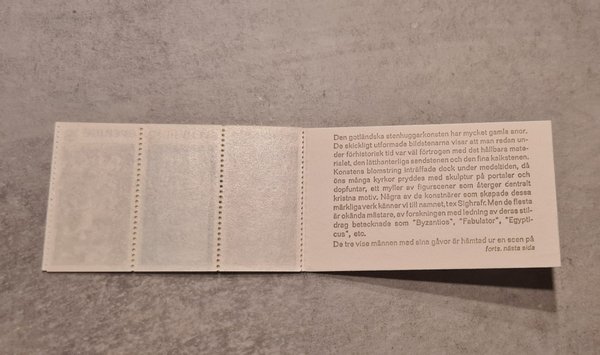 Den gotländska stenhuggarkonsten har mycket gamla anor.
De skickligt utformade bildstenarna visar att man redan un-
der förhistorisk tid var väl förtrogen med det hållbara mate-
rialet, den lätthanterliga sandstenen och den fina kalkstenen.
Konstens blomstring inträffade dock under medeltiden, då
öns många kyrkor pryddes med skulptur på portaler och
dopfuntar, ett myller av figurscener som återger centralt
kristna motiv. Några av de konstnärer som skapade dessa
märkliga verk känner vi till namnet, tex Sighrafr. Men de flesta
är okända mästare, av forskningen med ledning av deras stil-
drag betecknade som "Byzantios", "Fabulator", "Egypti-
cus", etc.
De tre vise männen med sina gåvor är hämtad ur en scen på
forts. nästa sida